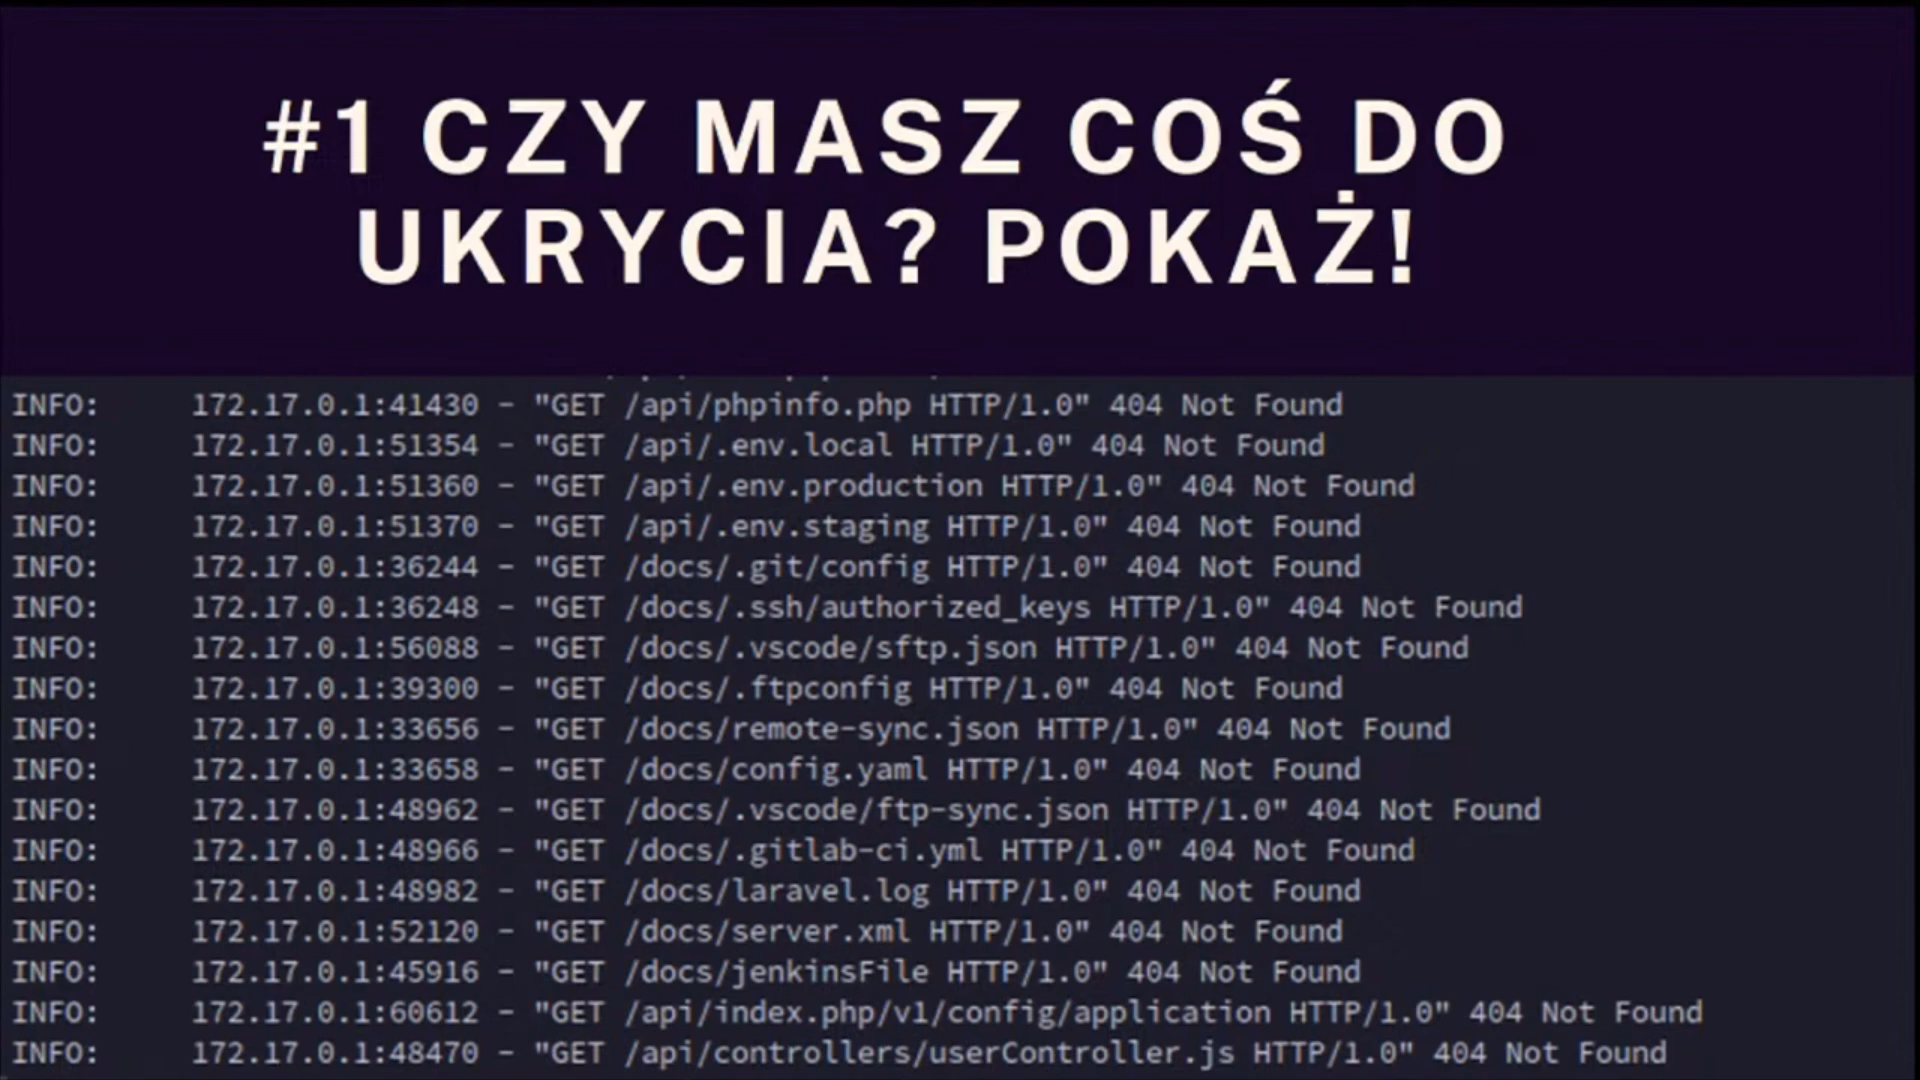 #1 CZY MASZ COŚ DO
UKRYCIA? POKAŻ!
INFO: 172.17.0.1:41430 - "GET /api/phpinfo.php HTTP/1.0" 404 Not Found
INFO: 172.17.0.1:51354 - "GET /api/.env.local HTTP/1.0" 404 Not Found
INFO: 172.17.0.1:51360 - "GET /api/.env.production HTTP/1.0" 404 Not Found
INFO: 172.17.0.1:51370 - "GET /api/.env.staging HTTP/1.0" 404 Not Found
INFO: 172.17.0.1:36244 - "GET /docs/.git/config HTTP/1.0" 404 Not Found
INFO: 172.17.0.1:36248 - "GET /docs/.ssh/authorized_keys HTTP/1.0" 404 Not Found
INFO: 172.17.0.1:56088 - "GET /docs/.vscode/sftp.json HTTP/1.0" 404 Not Found
INFO: 172.17.0.1:39300 - "GET /docs/.ftpconfig HTTP/1.0" 404 Not Found
INFO: 172.17.0.1:33656 - "GET /docs/remote-sync.json HTTP/1.0" 404 Not Found
INFO: 172.17.0.1:33658 - "GET /docs/config.yaml HTTP/1.0" 404 Not Found
INFO: 172.17.0.1:48962 - "GET /docs/.vscode/ftp-sync.json HTTP/1.0" 404 Not Found
INFO: 172.17.0.1:48966 - "GET /docs/.gitlab-ci.yml HTTP/1.0" 404 Not Found
INFO: 172.17.0.1:48982 - "GET /docs/laravel.log HTTP/1.0" 404 Not Found
INFO: 172.17.0.1:52120 - "GET /docs/server.xml HTTP/1.0" 404 Not Found
INFO: 172.17.0.1:45916 - "GET /docs/jenkinsFile HTTP/1.0" 404 Not Found
INFO: 172.17.0.1:60612 - "GET /api/index.php/v1/config/application HTTP/1.0" 404 Not Found
INFO: 172.17.0.1:48470 - "GET /api/controllers/userController.js HTTP/1.0" 404 Not Found